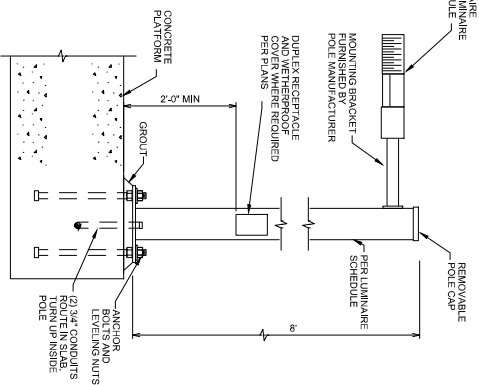 CONCRETE
PLATFORM
2'-0" MIN
DUPLEX RECEPTACLE
AND WETHERPROOF
COVER WHERE REQUIRED
PER PLANS
MOUNTING BRACKET
FURNISHED BY
POLE MANUFACTURER
GROUT
REMOVABLE
POLE CAP
PER LUMINAIRE
SCHEDULE
8'
ANCHOR
BOLTS AND
LEVELING NUTS
(2) 3/4" CONDUITS
ROUTE IN SLAB,
TURN UP INSIDE
POLE